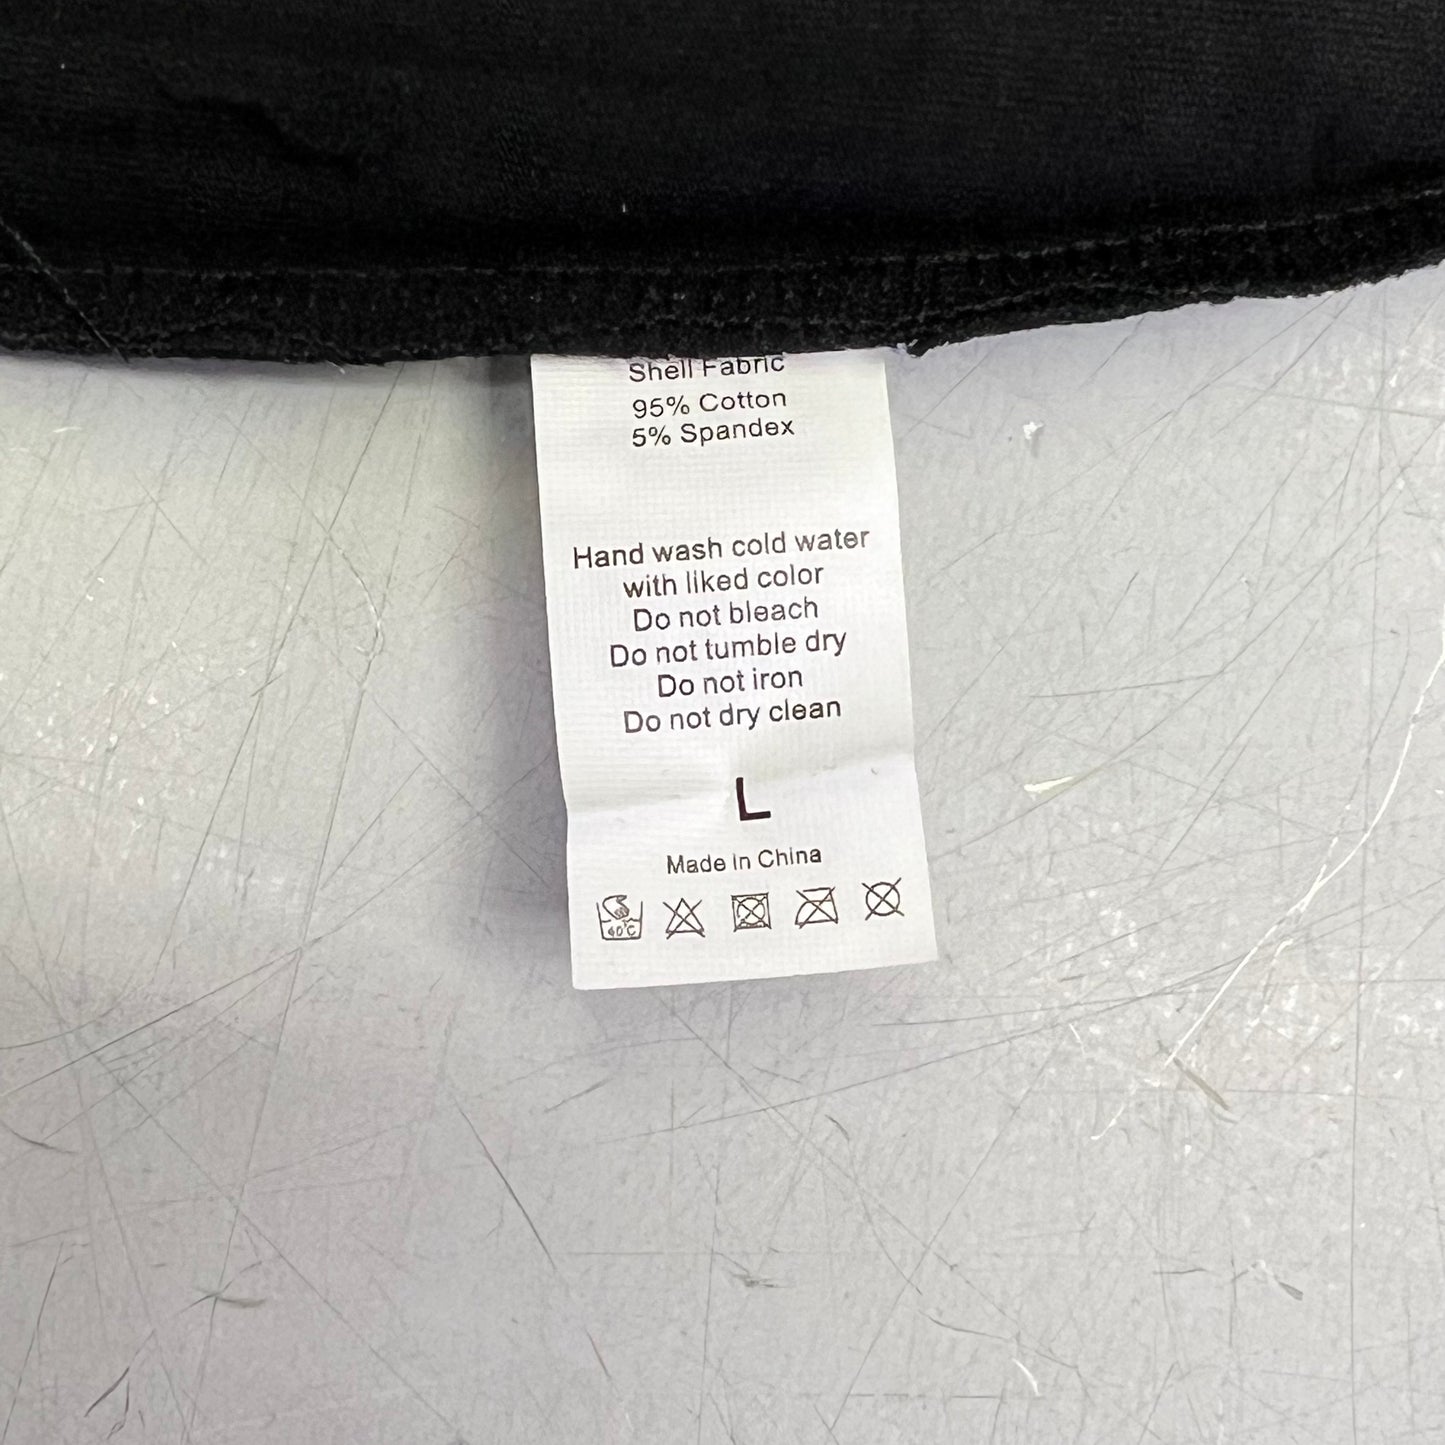 Shell Fabric
95% Cotton
5% Spandex
Hand wash cold water
with liked color
Do not bleach
Do not tumble dry
Do not iron
Do not dry clean
L
Made in China
40°C